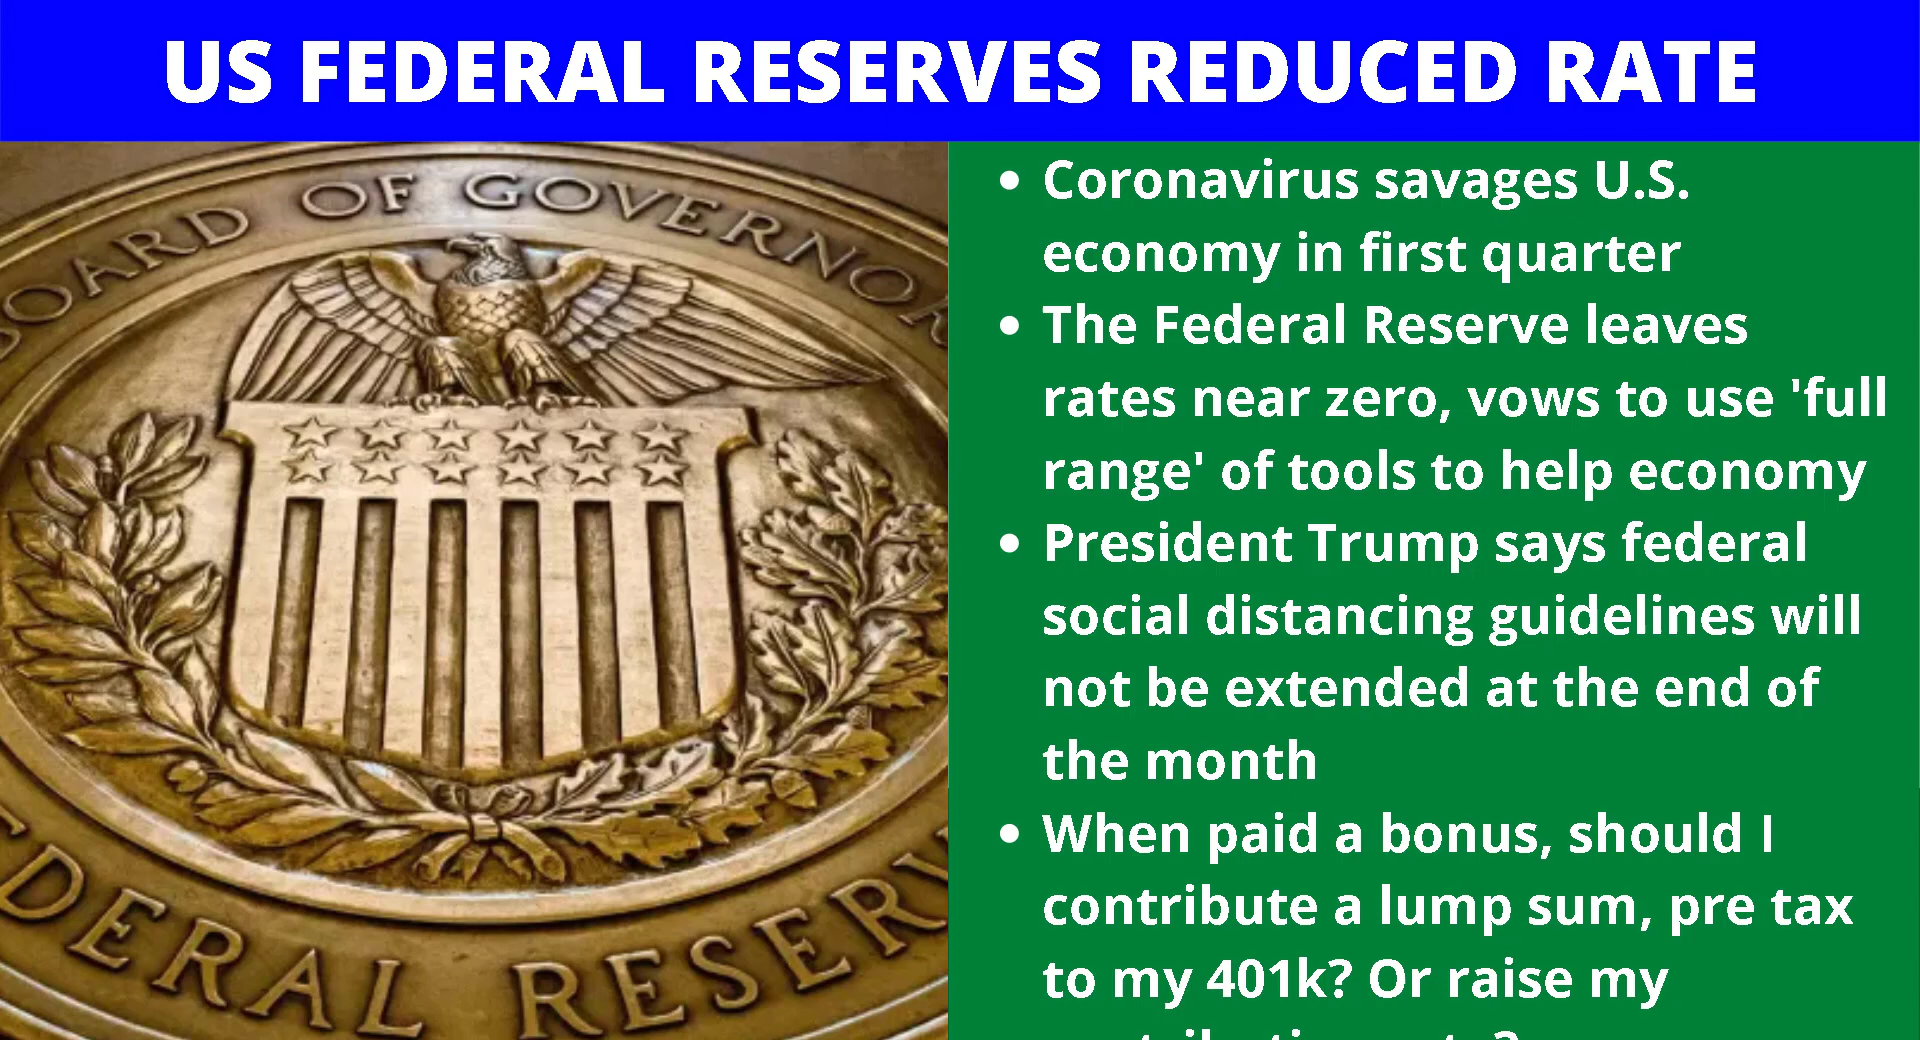 US FEDERAL RESERVES REDUCED RATE
BOARD OF GOVERNOR
FEDERAL RESERV
• Coronavirus savages U.S.
economy in first quarter
• The Federal Reserve leaves
rates near zero, vows to use 'full
range' of tools to help economy
• President Trump says federal
social distancing guidelines will
not be extended at the end of
the month
• When paid a bonus, should I
contribute a lump sum, pre tax
to my 401k? Or raise my